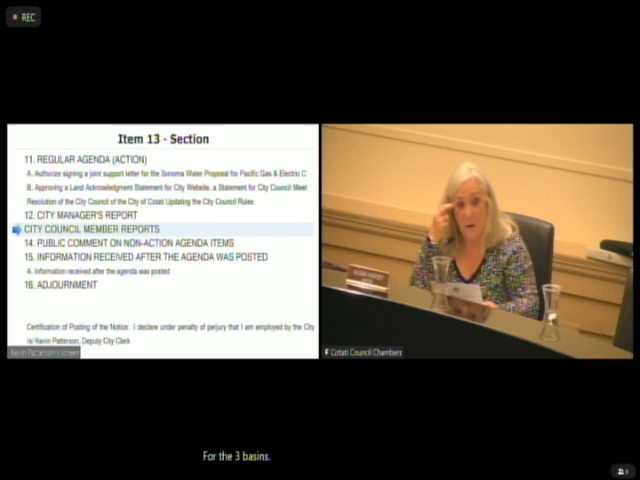 REC
Item 13 - Section
11. REGULAR AGENDA (ACTION)
A. Authorize signing a joint support letter for the Sonoma Water Proposal for Pacific Gas & Electric C
B. Approving a Land Acknowledgment Statement for City Website, a Statement for City Council Meet
Resolution of the City Council of the City of Cotati Updating the City Council Rules
12. CITY MANAGER'S REPORT
CITY COUNCIL MEMBER REPORTS
14. PUBLIC COMMENT ON NON-ACTION AGENDA ITEMS
15. INFORMATION RECEIVED AFTER THE AGENDA WAS POSTED
A. Information received after the agenda was posted
16. ADJOURNMENT
Certification of Posting of the Notice: I declare under penalty of perjury that I am employed by the City
/s/ Kevin Patterson, Deputy City Clerk
Kevin Patterson's screen
Cotati Council Chambers
For the 3 basins.